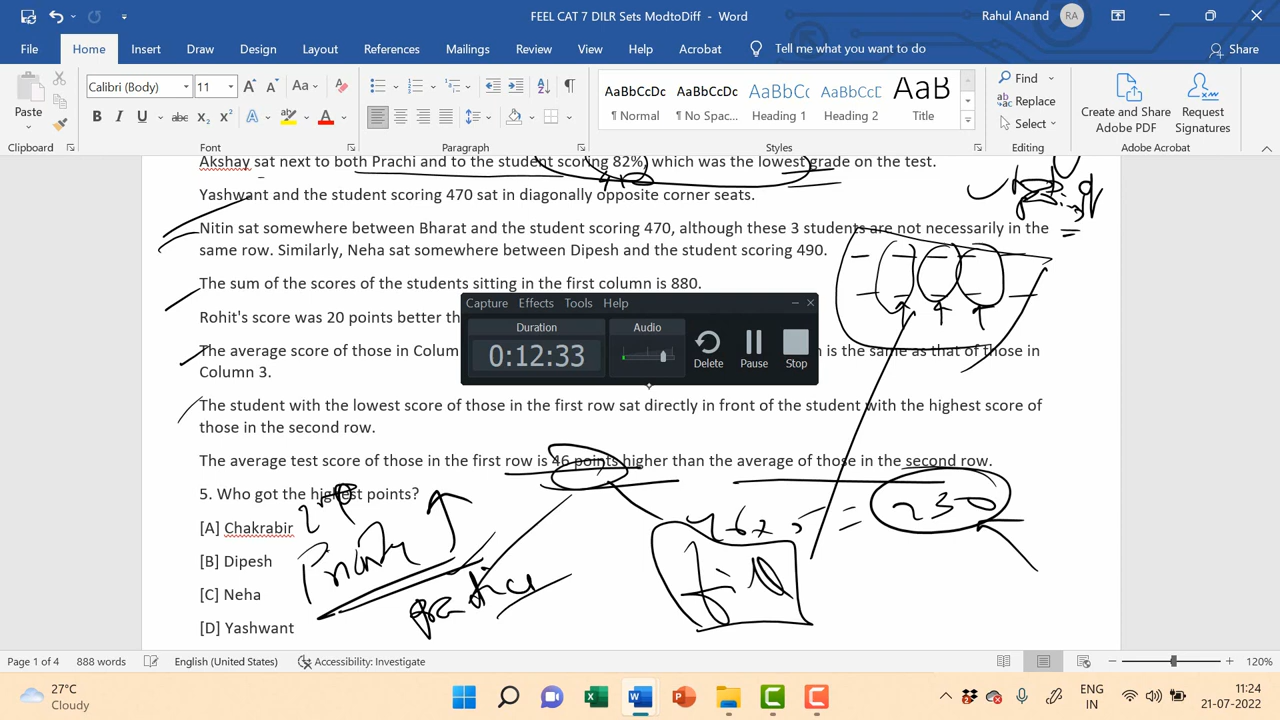 FEEL CAT 7 DILR Sets ModtoDiff - Word
Rahul Anand RA
File Home Insert Draw Design Layout References Mailings Review View Help Acrobat Tell me what you want to do Share
Paste
Calibri (Body) 11
AaBbCcDc AaBbCcDc AaBbCc AaBbCcD AaB
¶ Normal ¶ No Spac... Heading 1 Heading 2 Title
Find
Replace
Select
Create and Share Adobe PDF
Request Signatures
Clipboard Font Paragraph Styles Editing Adobe Acrobat
Akshay sat next to both Prachi and to the student scoring 82%) which was the lowest grade on the test.
Yashwant and the student scoring 470 sat in diagonally opposite corner seats.
Nitin sat somewhere between Bharat and the student scoring 470, although these 3 students are not necessarily in the
same row. Similarly, Neha sat somewhere between Dipesh and the student scoring 490.
The sum of the scores of the students sitting in the first column is 880.
Rohit's score was 20 points better th
Capture Effects Tools Help
Duration Audio
0:12:33
Delete Pause Stop
The average score of those in Colum is the same as that of those in
Column 3.
The student with the lowest score of those in the first row sat directly in front of the student with the highest score of
those in the second row.
The average test score of those in the first row is 46 points higher than the average of those in the second row.
5. Who got the highest points?
46x5 = 230
[A] Chakrabir
Priority
[B] Dipesh
practice
[C] Neha
[D] Yashwant
Page 1 of 4 888 words English (United States) Accessibility: Investigate 120%
27°C
Cloudy
ENG
IN
11:24
21-07-2022